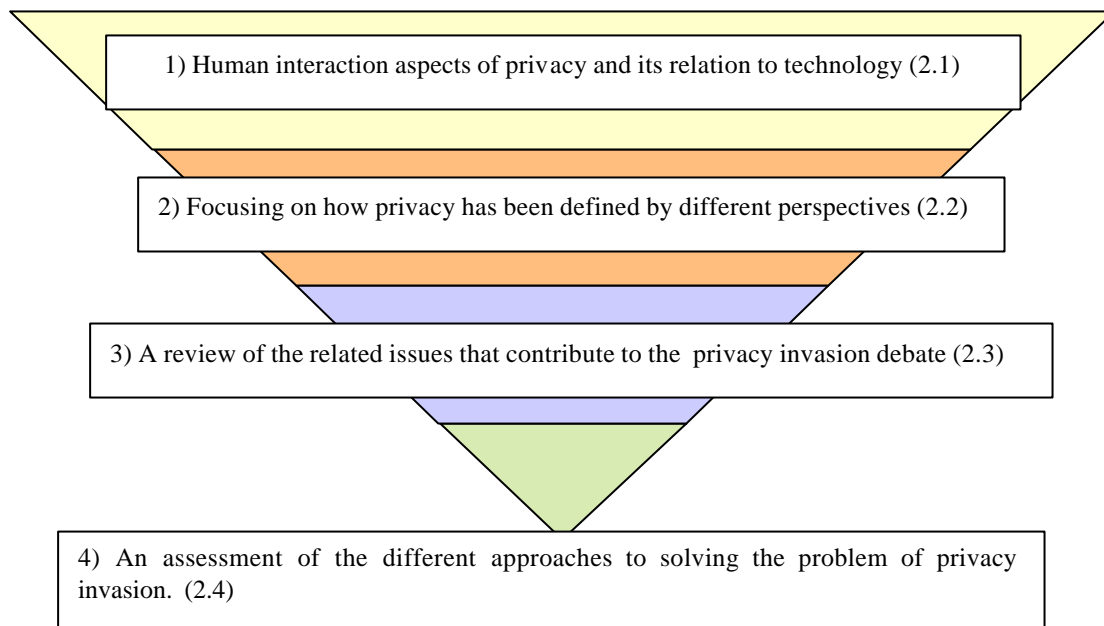 1) Human interaction aspects of privacy and its relation to technology (2.1)
2) Focusing on how privacy has been defined by different perspectives (2.2)
3) A review of the related issues that contribute to the privacy invasion debate (2.3)
4) An assessment of the different approaches to solving the problem of privacy
invasion. (2.4)